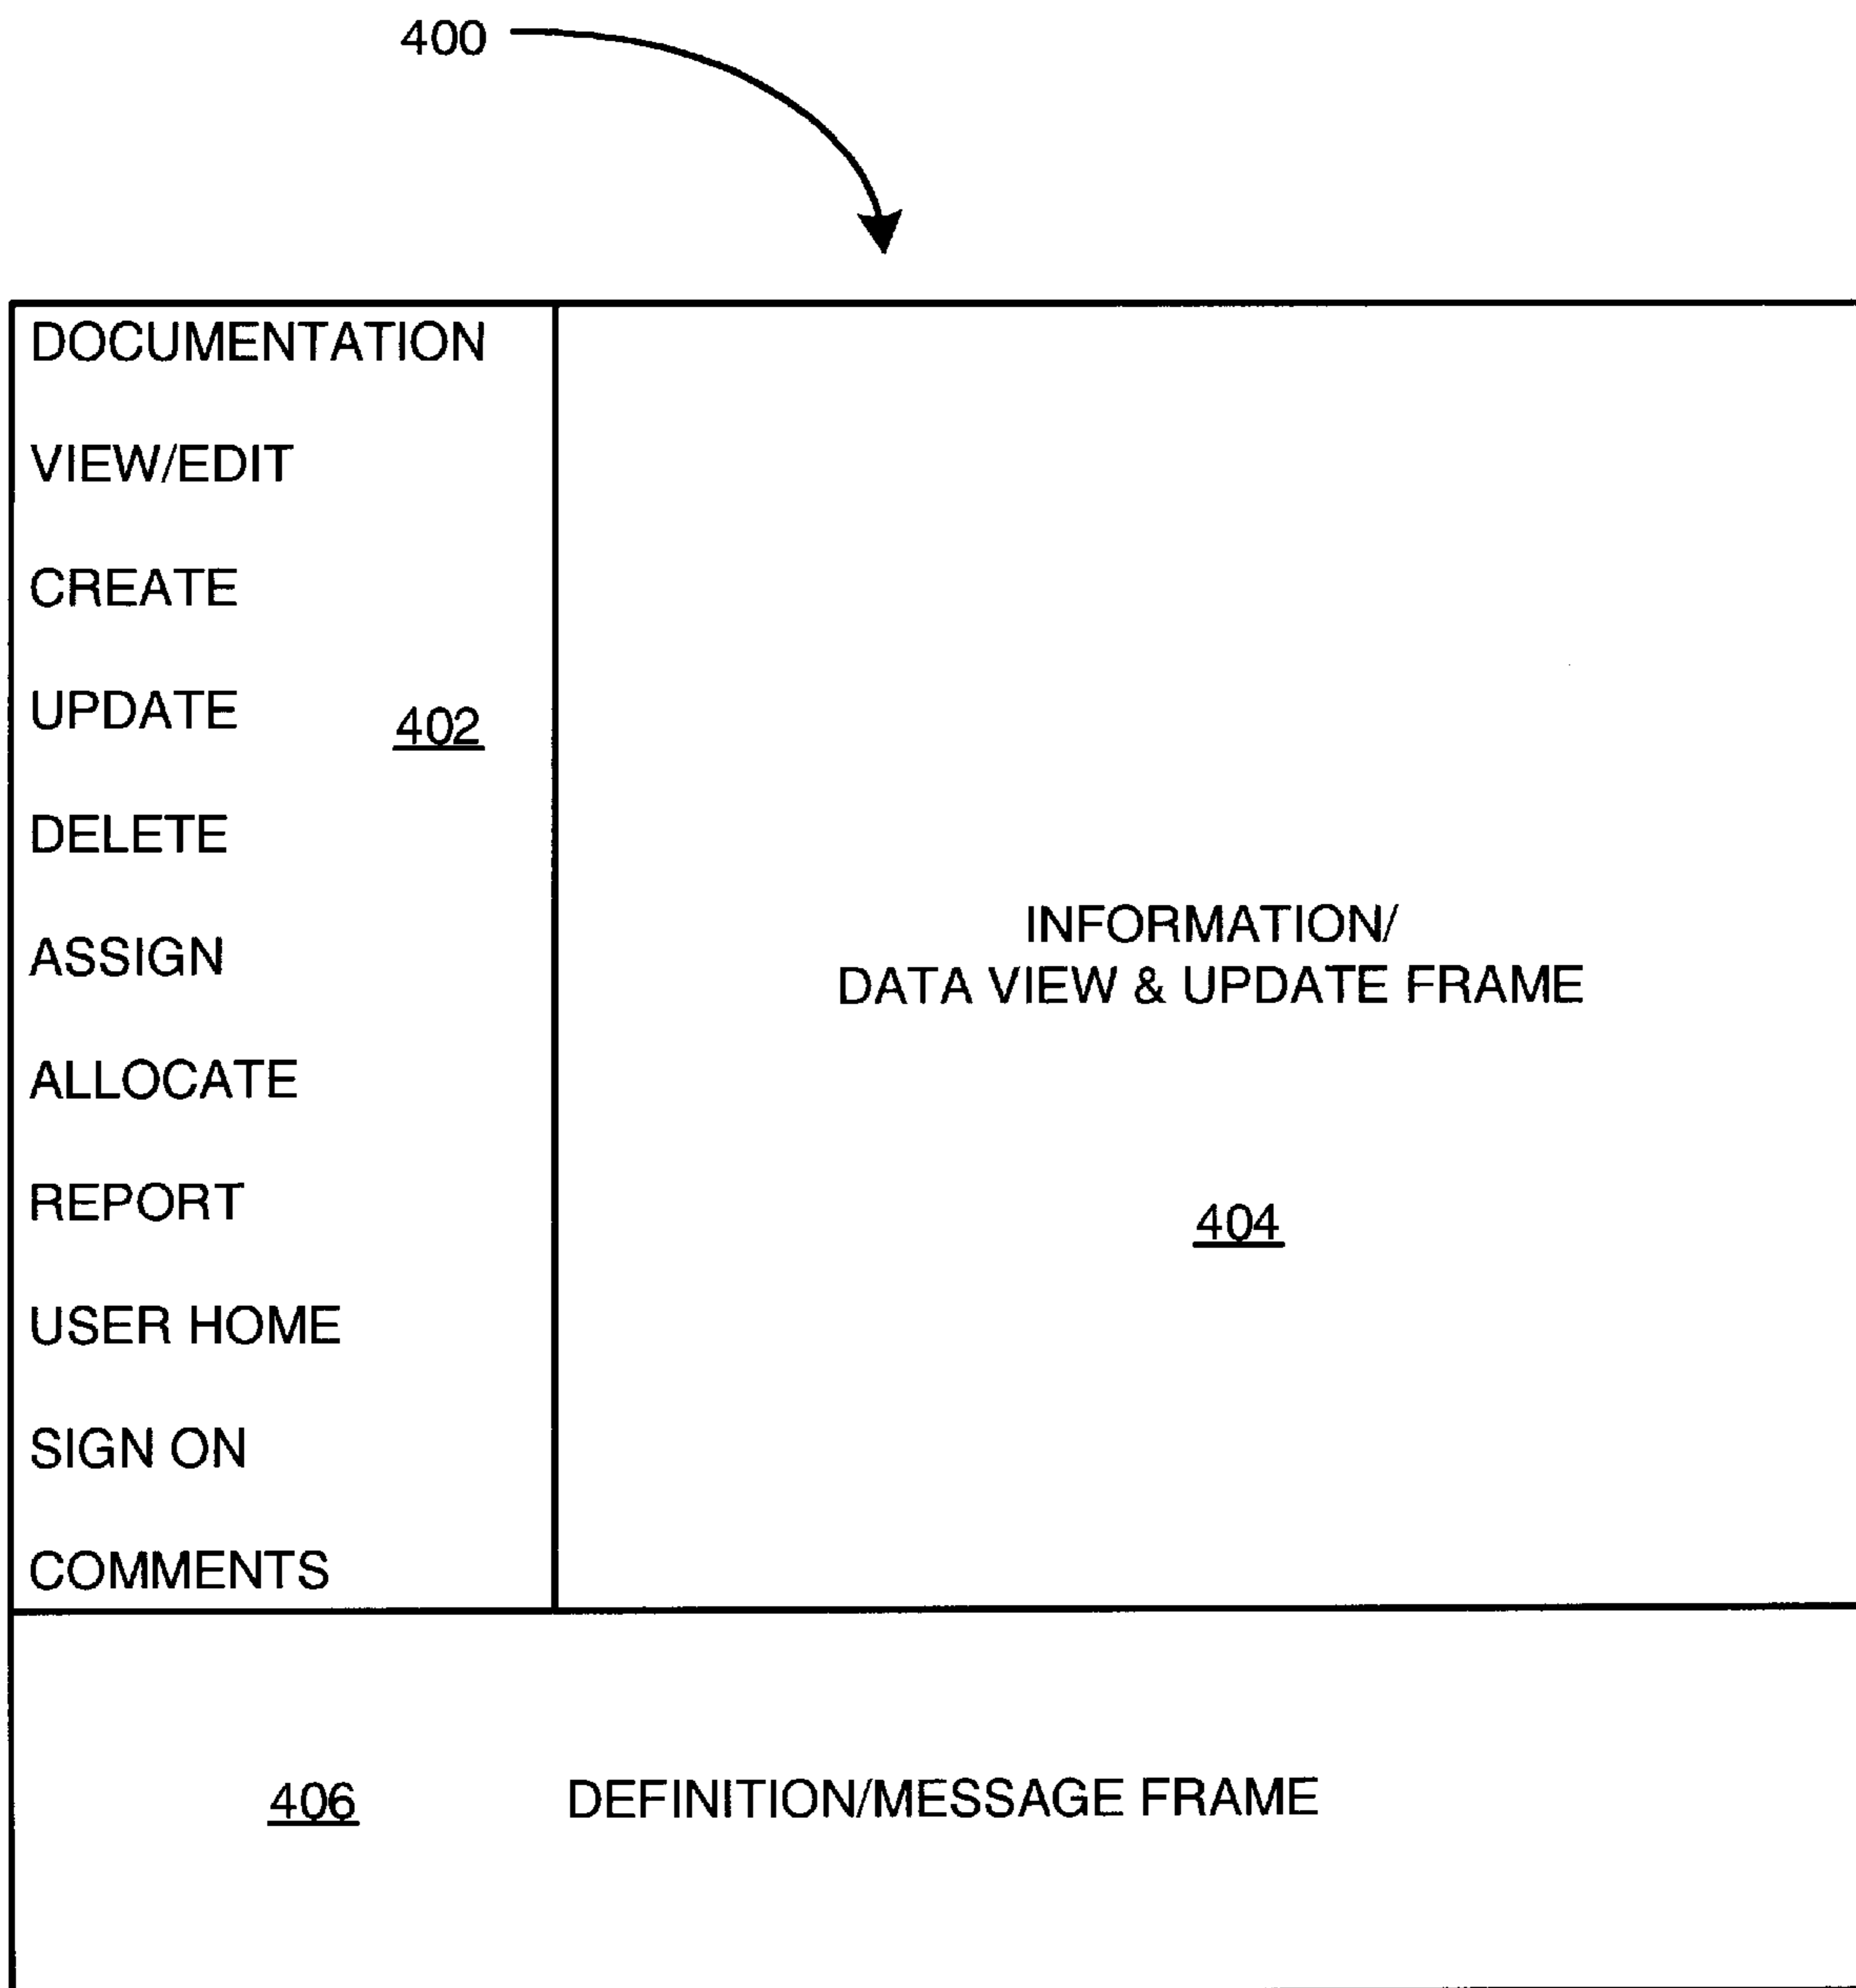 400
DOCUMENTATION
VIEW/EDIT
CREATE
UPDATE
402
DELETE
ASSIGN
ALLOCATE
REPORT
USER HOME
SIGN ON
COMMENTS
INFORMATION/
DATA VIEW & UPDATE FRAME
404
406
DEFINITION/MESSAGE FRAME